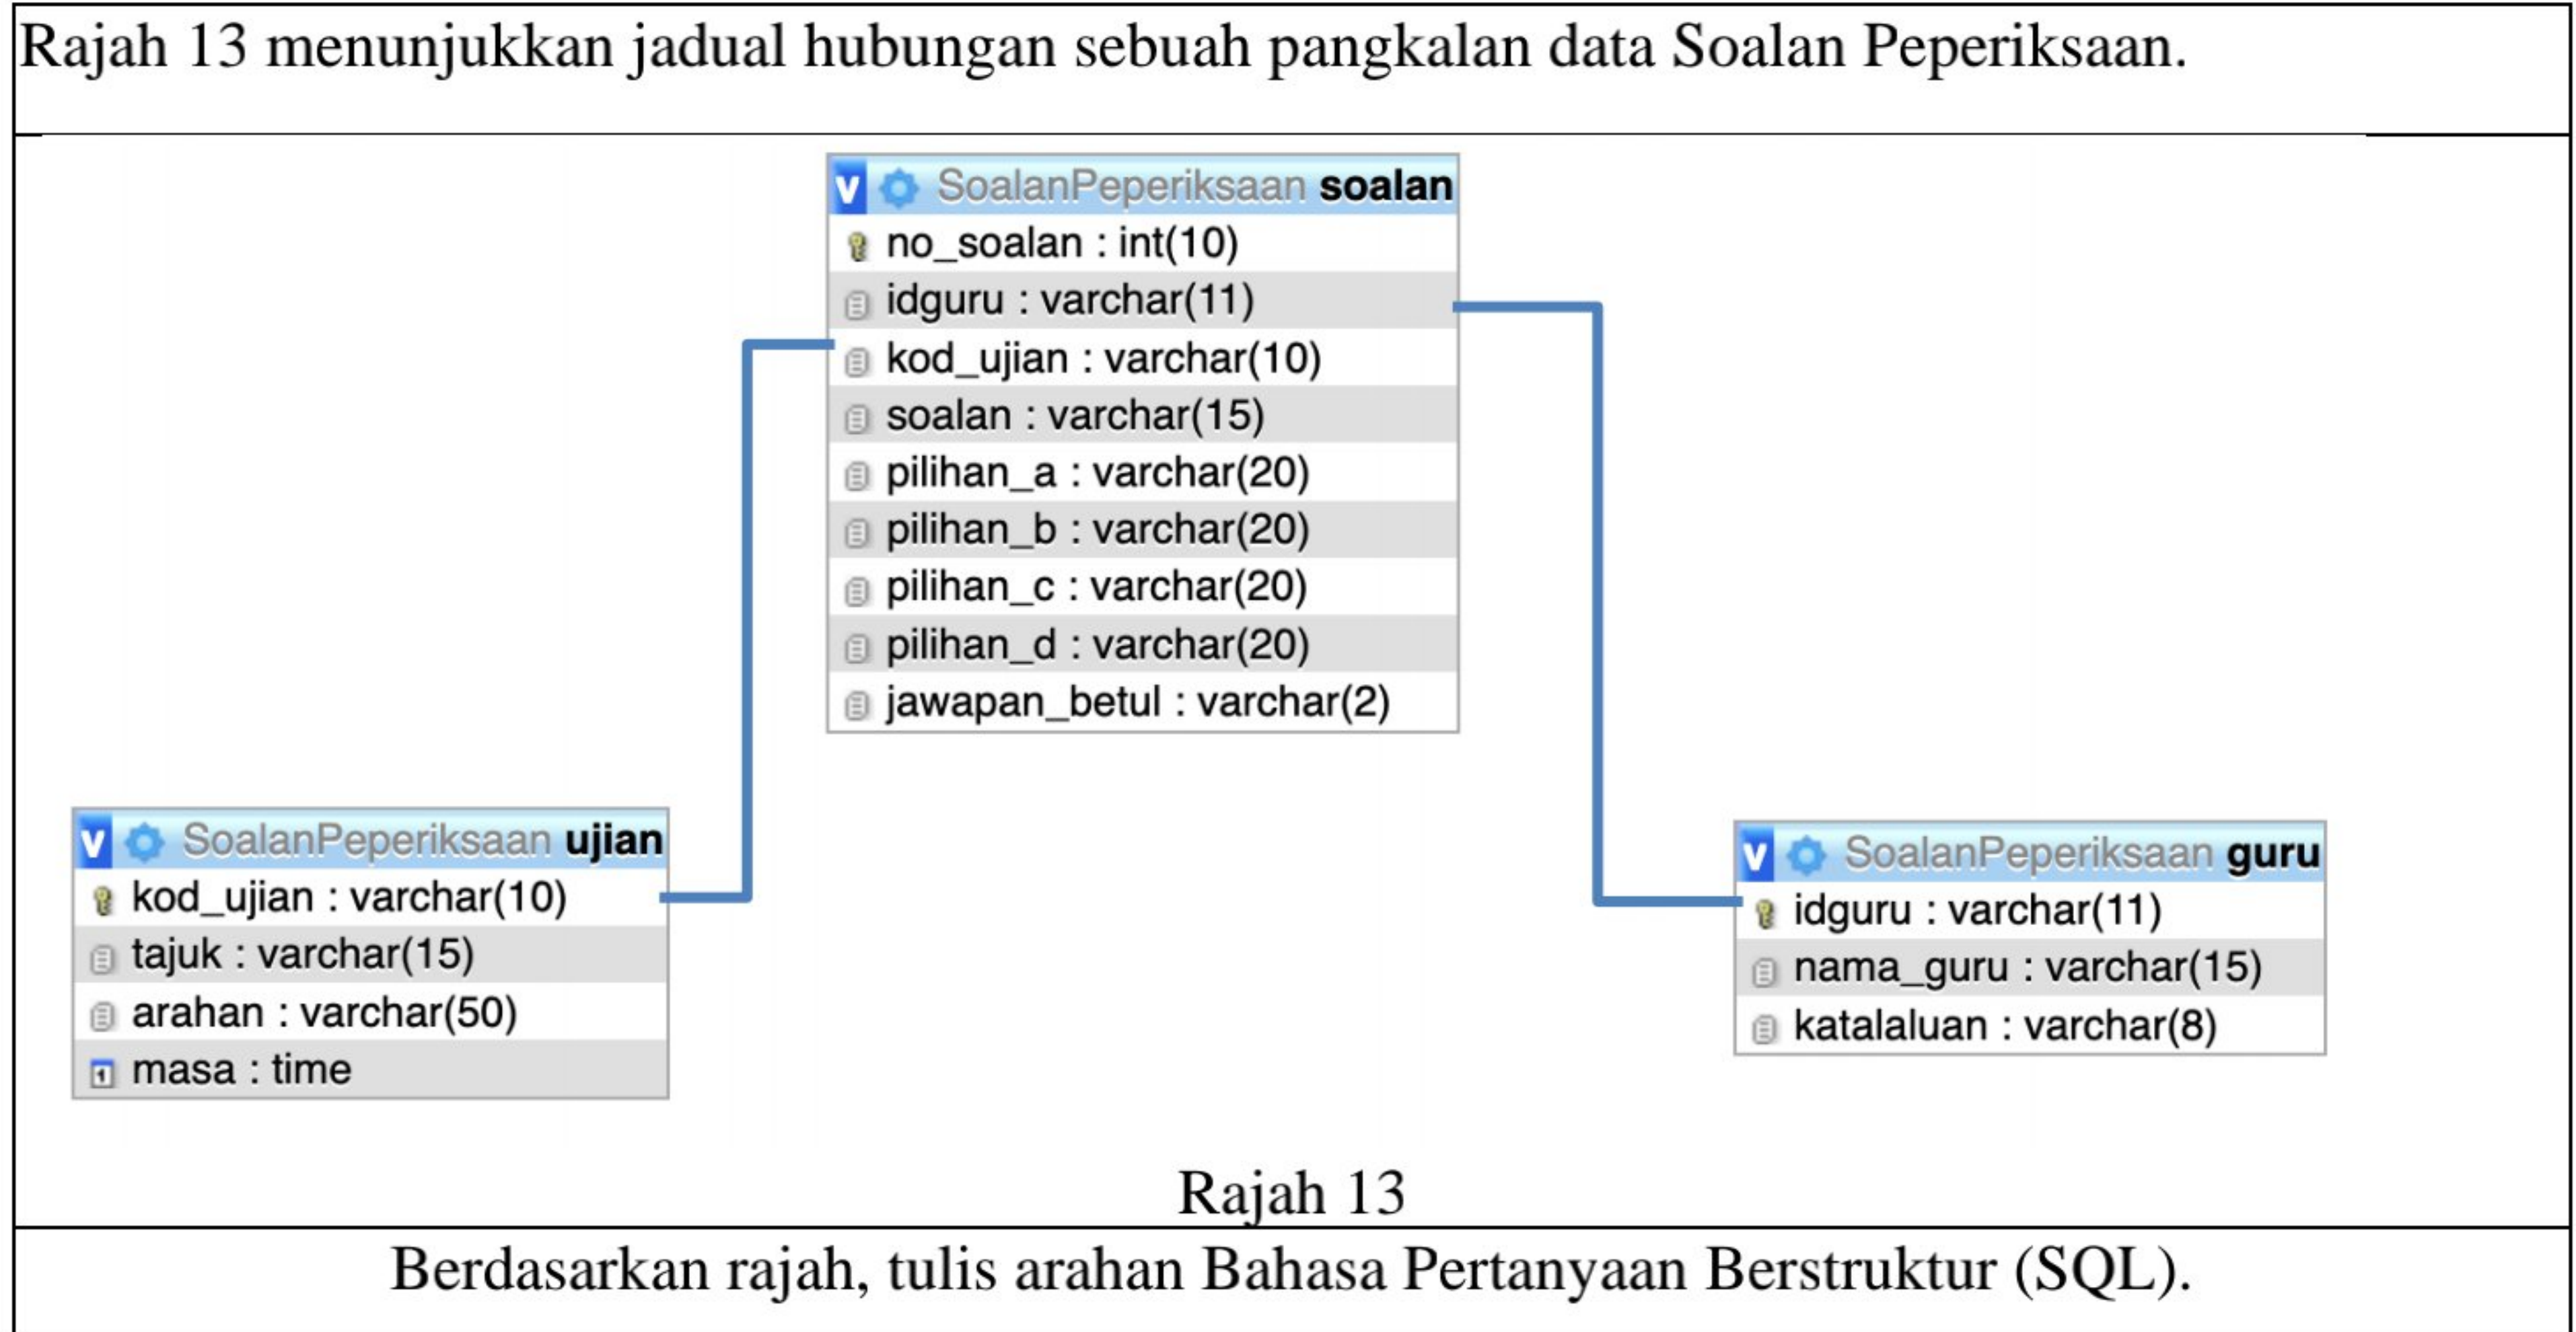 Rajah 13 menunjukkan jadual hubungan sebuah pangkalan data Soalan Peperiksaan.
v SoalanPeperiksaan soalan
no_soalan : int(10)
idguru : varchar(11)
kod_ujian : varchar(10)
soalan : varchar(15)
pilihan_a : varchar(20)
pilihan_b : varchar(20)
pilihan_c : varchar(20)
pilihan_d : varchar(20)
jawapan_betul : varchar(2)
v SoalanPeperiksaan ujian
kod_ujian : varchar(10)
tajuk : varchar(15)
arahan : varchar(50)
masa : time
v SoalanPeperiksaan guru
idguru : varchar(11)
nama_guru : varchar(15)
katalaluan : varchar(8)
Rajah 13
Berdasarkan rajah, tulis arahan Bahasa Pertanyaan Berstruktur (SQL).